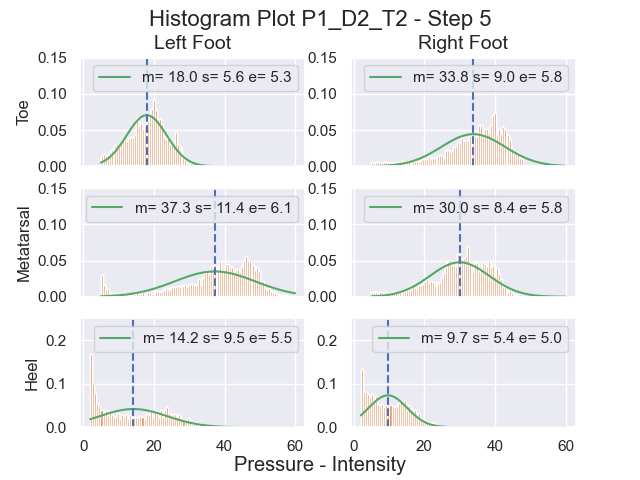 Histogram Plot P1_D2_T2 - Step 5
Left Foot
Right Foot
0.15
0.10
0.05
0.00
Toe
m= 18.0 s= 5.6 e= 5.3
0.15
0.10
0.05
0.00
m= 33.8 s= 9.0 e= 5.8
0.15
0.10
0.05
0.00
Metatarsal
m= 37.3 s= 11.4 e= 6.1
0.15
0.10
0.05
0.00
m= 30.0 s= 8.4 e= 5.8
0.2
0.1
0.0
Heel
m= 14.2 s= 9.5 e= 5.5
0 20 40 60
0.2
0.1
0.0
m= 9.7 s= 5.4 e= 5.0
0 20 40 60
Pressure - Intensity